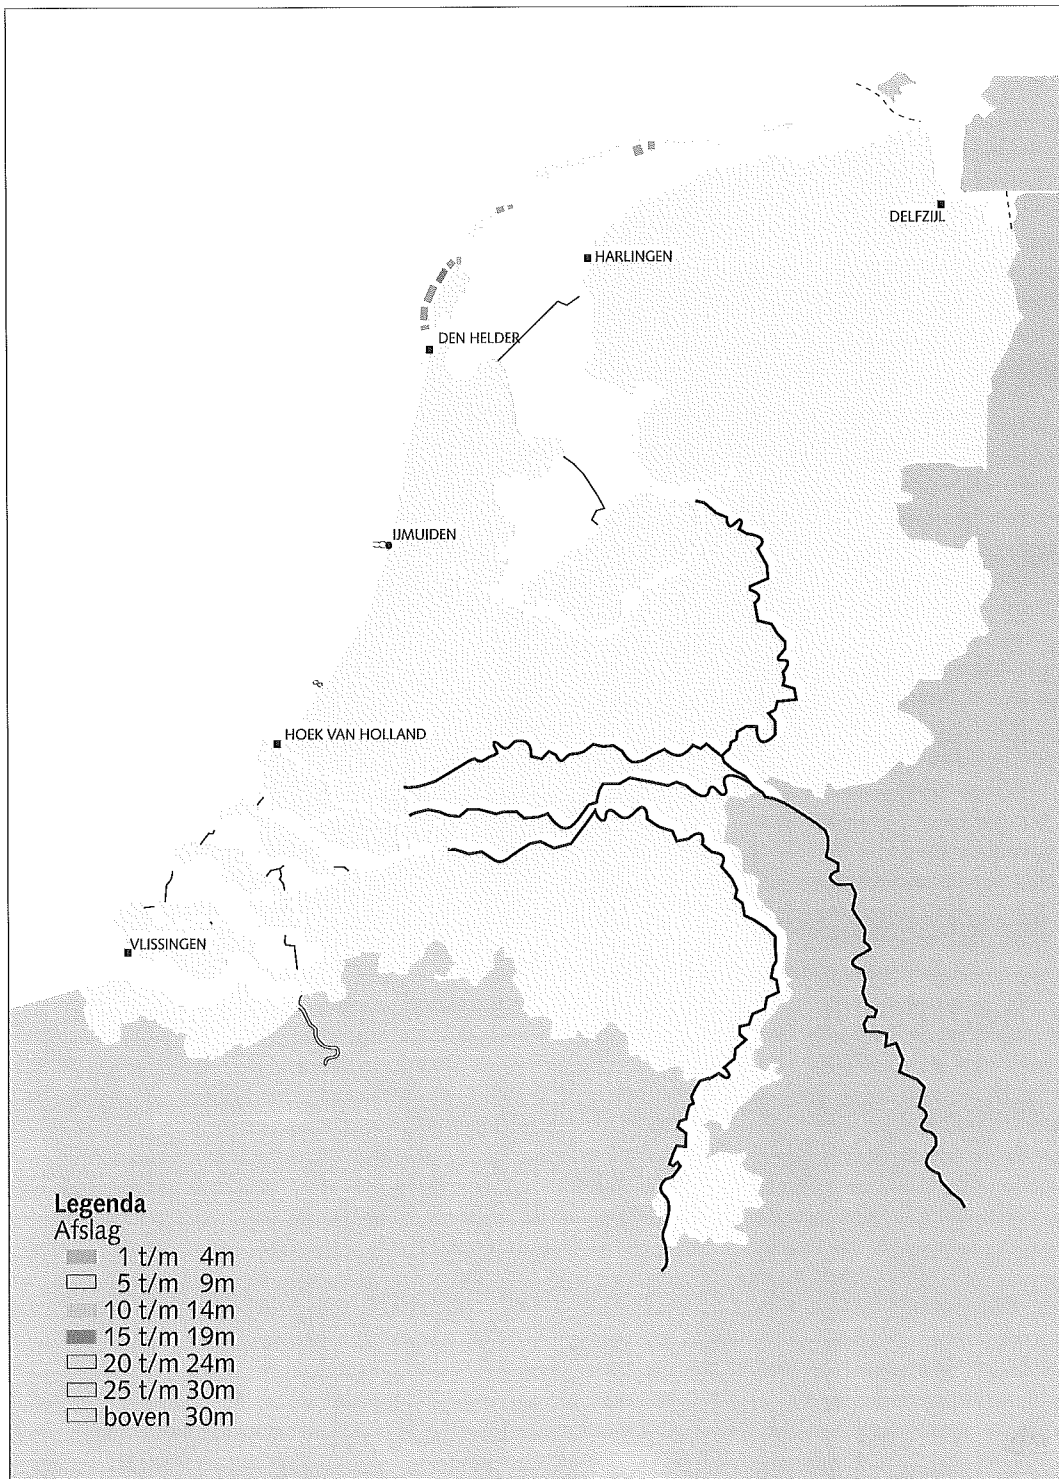 DELFZIJL
HARLINGEN
DEN HELDER
IJMUIDEN
HOEK VAN HOLLAND
VLISSINGEN
Legenda
Afslag
1 t/m 4m
5 t/m 9m
10 t/m 14m
15 t/m 19m
20 t/m 24m
25 t/m 30m
boven 30m